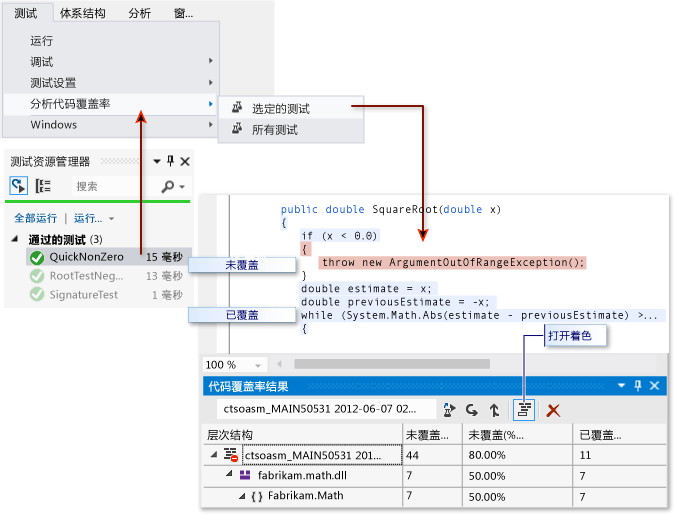 测试 体系结构 分析 窗...
运行
调试
测试设置
分析代码覆盖率
Windows
选定的测试
所有测试
测试资源管理器
搜索
全部运行 | 运行...
通过的测试 (3)
QuickNonZero 15 毫秒
RootTestNeg... 13 毫秒
SignatureTest 1 毫秒
public double SquareRoot(double x)
{
if (x < 0.0)
{
throw new ArgumentOutOfRangeException();
}
double estimate = x;
double previousEstimate = -x;
while (System.Math.Abs(estimate - previousEstimate) >...
{
未覆盖
已覆盖
打开着色
100 %
代码覆盖率结果
ctsoasm_MAIN50531 2012-06-07 02...
层次结构 未覆盖... 未覆盖(%... 已覆盖...
ctsoasm_MAIN50531 201... 44 80.00% 11
fabrikam.math.dll 7 50.00% 7
{ } Fabrikam.Math 7 50.00% 7